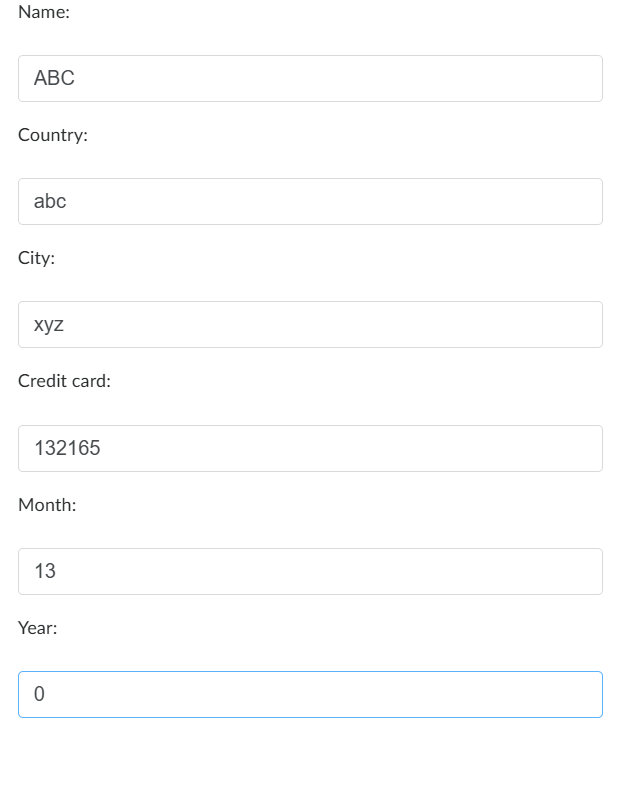 Name:
ABC
Country:
abc
City:
xyz
Credit card:
132165
Month:
13
Year:
0